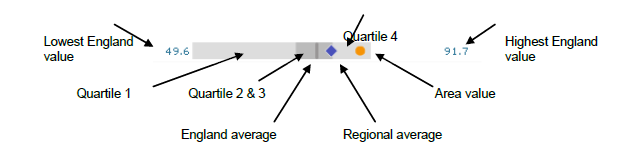 Quartile 4
Lowest England
value
49.6
91.7
Highest England
value
Quartile 1
Quartile 2 & 3
Area value
England average
Regional average